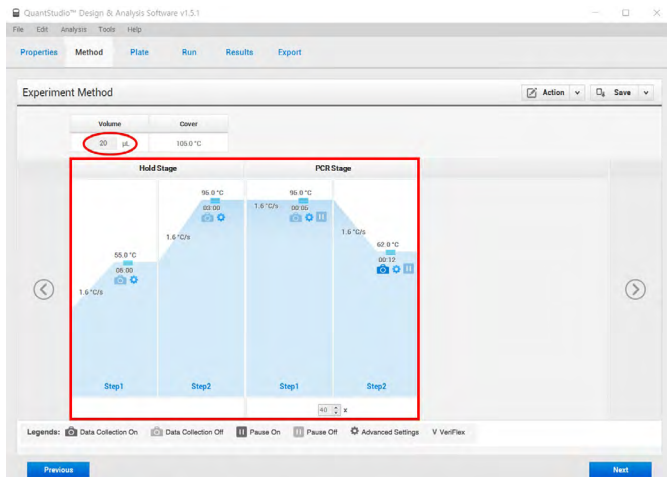 QuantStudio™ Design & Analysis Software v1.5.1
File Edit Analysis Tools Help
Properties Method Plate Run Results Export
Experiment Method
Action Save
Volume Cover
20 µL 105.0 °C
Hold Stage PCR Stage
95.0 °C 95.0 °C
03:00 1.6 °C/s 00:05
1.6 °C/s 1.6 °C/s
62.0 °C
55.0 °C 00:12
08:00
1.6 °C/s
Step1 Step2 Step1 Step2
40 x
Legends: Data Collection On Data Collection Off Pause On Pause Off Advanced Settings V VeriFlex
Previous Next